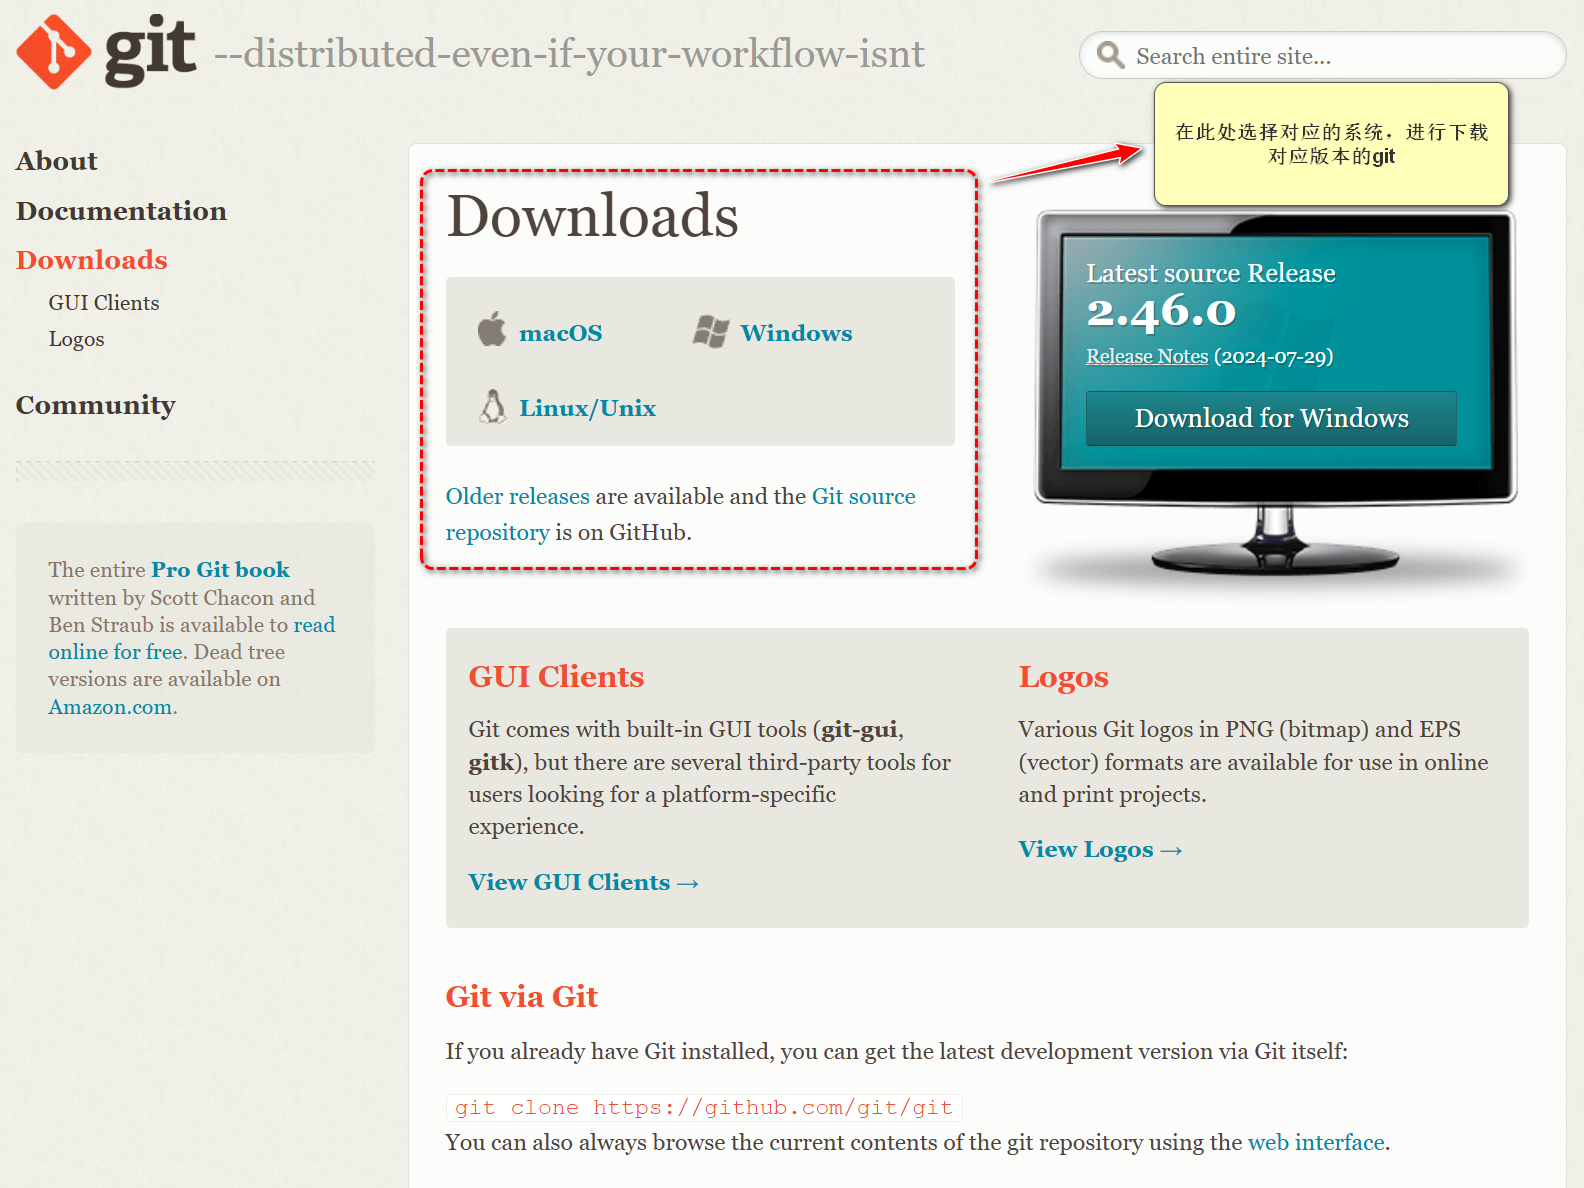 git --distributed-even-if-your-workflow-isnt
Search entire site...
在此处选择对应的系统，进行下载
对应版本的git
About
Documentation
Downloads
GUI Clients
Logos
Community
The entire Pro Git book
written by Scott Chacon and
Ben Straub is available to read
online for free. Dead tree
versions are available on
Amazon.com.
Downloads
macOS
Windows
Linux/Unix
Older releases are available and the Git source
repository is on GitHub.
Latest source Release
2.46.0
Release Notes (2024-07-29)
Download for Windows
GUI Clients
Git comes with built-in GUI tools (git-gui,
gitk), but there are several third-party tools for
users looking for a platform-specific
experience.
View GUI Clients →
Logos
Various Git logos in PNG (bitmap) and EPS
(vector) formats are available for use in online
and print projects.
View Logos →
Git via Git
If you already have Git installed, you can get the latest development version via Git itself:
git clone https://github.com/git/git
You can also always browse the current contents of the git repository using the web interface.